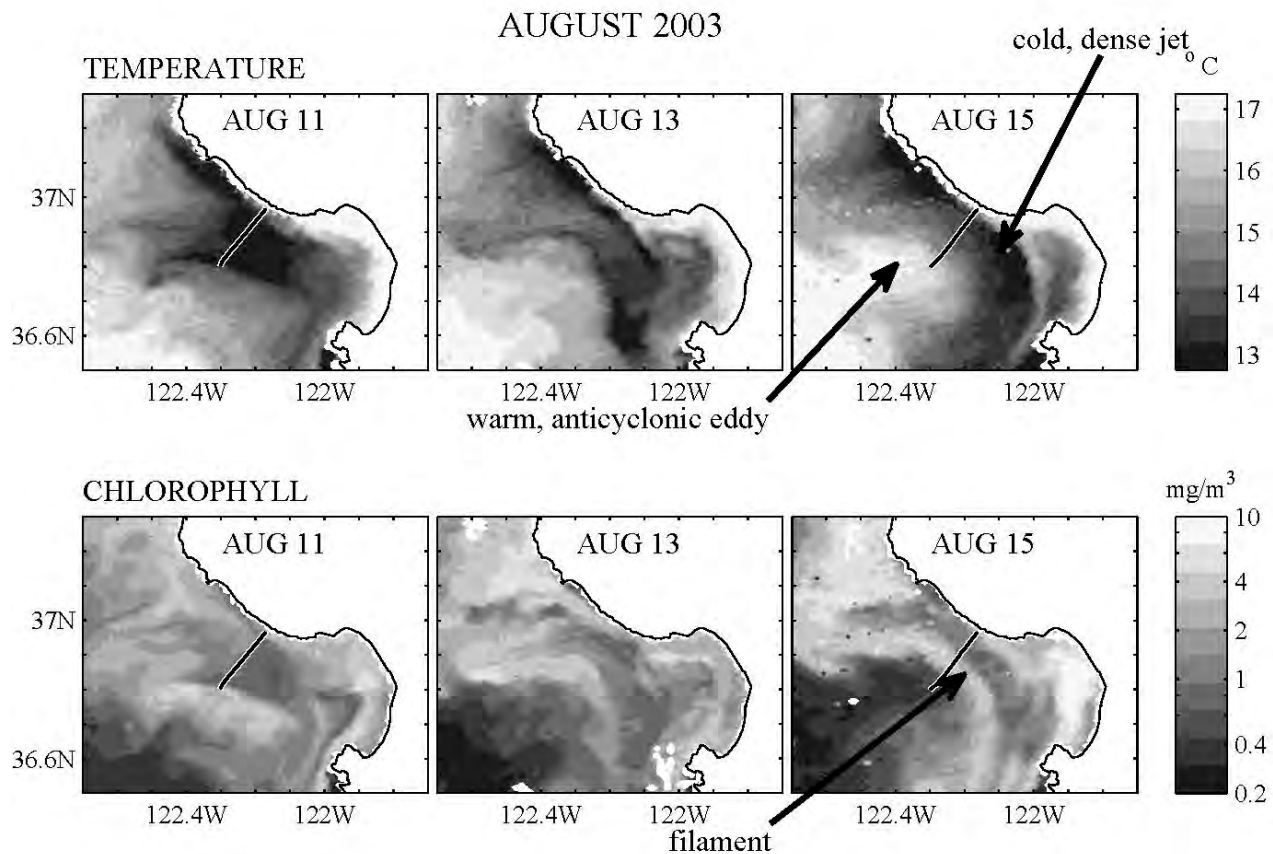 AUGUST 2003
cold, dense jet
TEMPERATURE
° C
AUG 11
AUG 13
AUG 15
17
16
15
14
13
37N
36.6N
122.4W
122W
122.4W
122W
122.4W
122W
warm, anticyclonic eddy
CHLOROPHYLL
mg/m³
AUG 11
AUG 13
AUG 15
10
4
2
1
0.4
0.2
37N
36.6N
122.4W
122W
122.4W
122W
122.4W
122W
filament